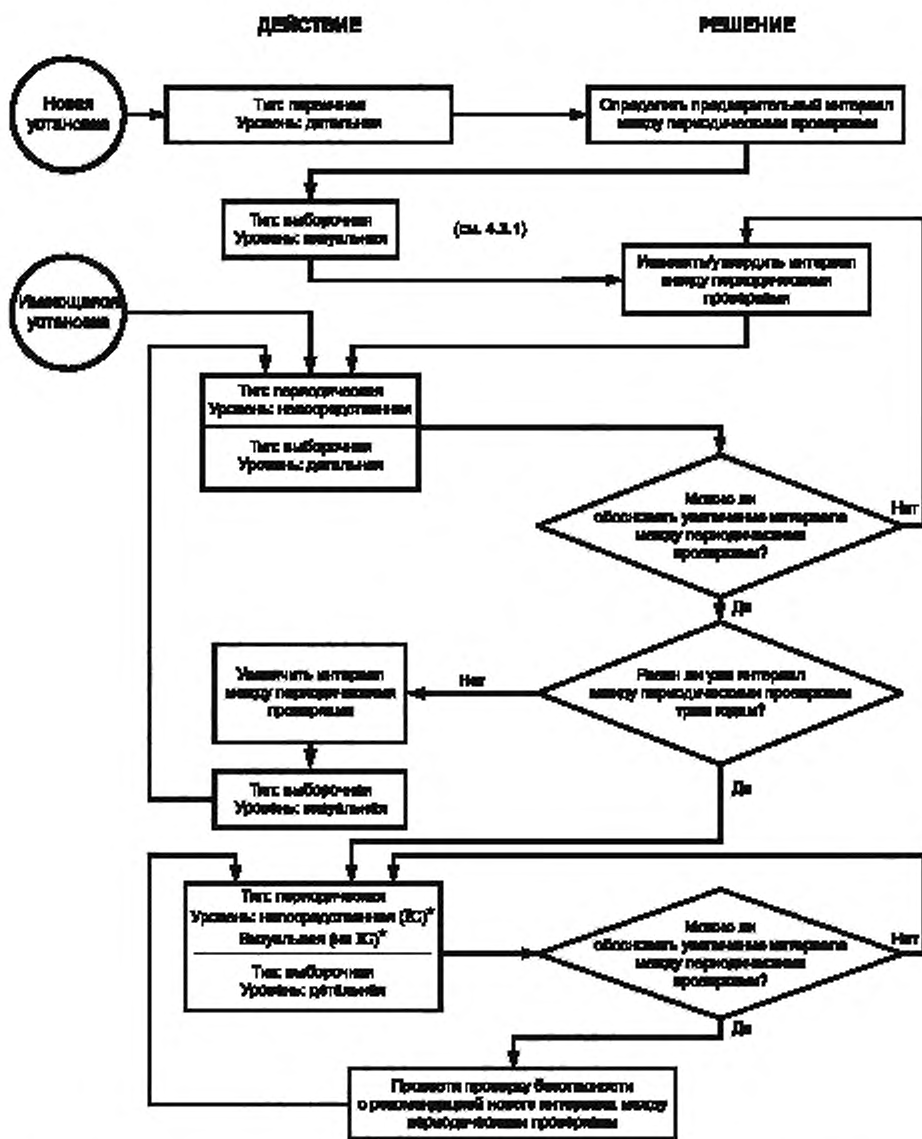 ДЕЙСТВИЕ
РЕШЕНИЕ
Новая
установка
Тип: первичная
Уровень: детальная
Определить предварительный интервал
между периодическими проверками
Тип: выборочная
Уровень: визуальная
(см. 4.3.1)
Изменить/утвердить интервал
между периодическими
проверками
Имеющаяся
установка
Тип: периодическая
Уровень: непосредственная
Тип: выборочная
Уровень: детальная
Можно ли
обосновать увеличение интервала
между периодическими
проверками?
Нет
Да
Увеличить интервал
между периодическими
проверками
Нет
Равен ли уже интервал
между периодическими проверками
трем годам?
Тип: выборочная
Уровень: визуальная
Да
Тип: периодическая
Уровень: непосредственная (IC)*
Визуальная (не IC)*
Тип: выборочная
Уровень: детальная
Можно ли
обосновать увеличение интервала
между периодическими
проверками?
Нет
Да
Провести проверку безопасности
с рекомендацией нового интервала между
периодическими проверками